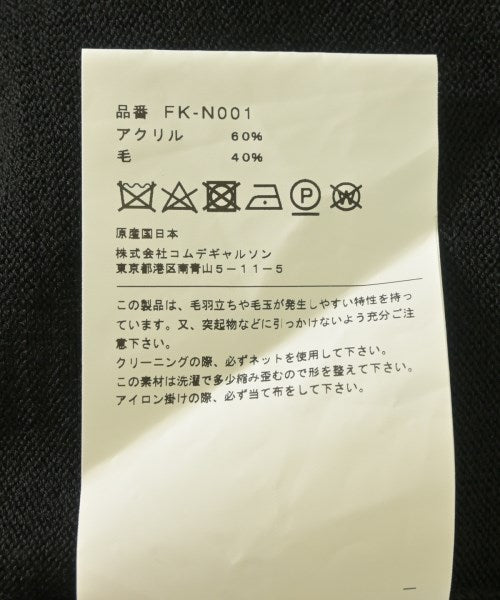 品番 FK-N001
アクリル 60%
毛 40%
P W
原産国日本
株式会社コムデギャルソン
東京都港区南青山5-11-5
この製品は、毛羽立ちや毛玉が発生しやすい特性を持っ
ています。又、突起物などに引っかけないよう充分ご注
意下さい。
クリーニングの際、必ずネットを使用して下さい。
この素材は洗濯で多少縮み歪むので形を整えて下さい。
アイロン掛けの際、必ず当て布をして下さい。